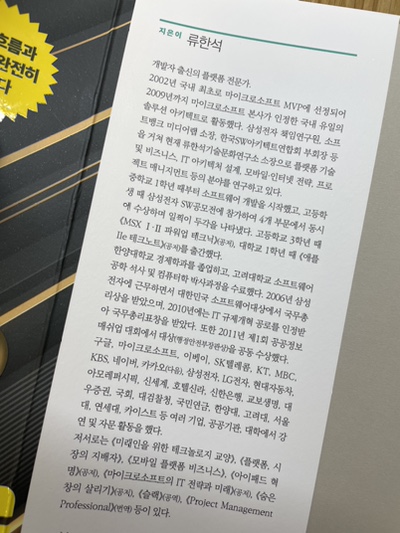 흐름과
완전히
다
지은이 류한석
개발자 출신의 플랫폼 전문가.
2002년 국내 최초로 마이크로소프트 MVP에 선정되어
2009년까지 마이크로소프트 본사가 인정한 국내 유일의
솔루션 아키텍트로 활동했다. 삼성전자 책임연구원, 소프
트뱅크 미디어랩 소장, 한국SW아키텍트연합회 부회장 등
을 거쳐 현재 류한석기술문화연구소 소장으로 플랫폼 기술
및 비즈니스, IT 아키텍처 설계, 모바일·인터넷 전략, 프로
젝트 매니지먼트 등의 분야를 연구하고 있다.
중학교 1학년 때부터 소프트웨어 개발을 시작했고, 고등학
생 때 삼성전자 SW공모전에 참가하여 4개 부문에서 동시
에 수상하며 일찍이 두각을 나타냈다. 고등학교 3학년 때
《MSX Ⅰ·Ⅱ 파워업 테크닉》(공저), 대학교 1학년 때 《애플
IIe 테크노트》(공저)를 출간했다.
한양대학교 경제학과를 졸업하고, 고려대학교 소프트웨어
공학 석사 및 컴퓨터학 박사과정을 수료했다. 2006년 삼성
전자에 근무하면서 대한민국 소프트웨어대상에서 국무총
리상을 받았으며, 2010년에는 IT 규제개혁 공로를 인정받
아 국무총리표창을 받았다. 또한 2011년 제1회 공공정보
매쉬업 대회에서 대상(행정안전부장관상)을 공동 수상했다.
구글, 마이크로소프트, 이베이, SK텔레콤, KT, MBC,
KBS, 네이버, 카카오(다음), 삼성전자, LG전자, 현대자동차,
아모레퍼시픽, 신세계, 호텔신라, 신한은행, 교보생명, 대
우증권, 국회, 대검찰청, 국민연금, 한양대, 고려대, 서울
대, 연세대, 카이스트 등 여러 기업, 공공기관, 대학에서 강
연 및 자문 활동을 했다.
저서로는 《미래인을 위한 테크놀로지 교양》, 《플랫폼, 시
장의 지배자》, 《모바일 플랫폼 비즈니스》, 《아이패드 혁
명》(공저), 《마이크로소프트의 IT 전략과 미래》(공저), 《숨은
창의 살리기》(공저), 《슬랙》(공역), 《Project Management
Professional》(번역) 등이 있다.